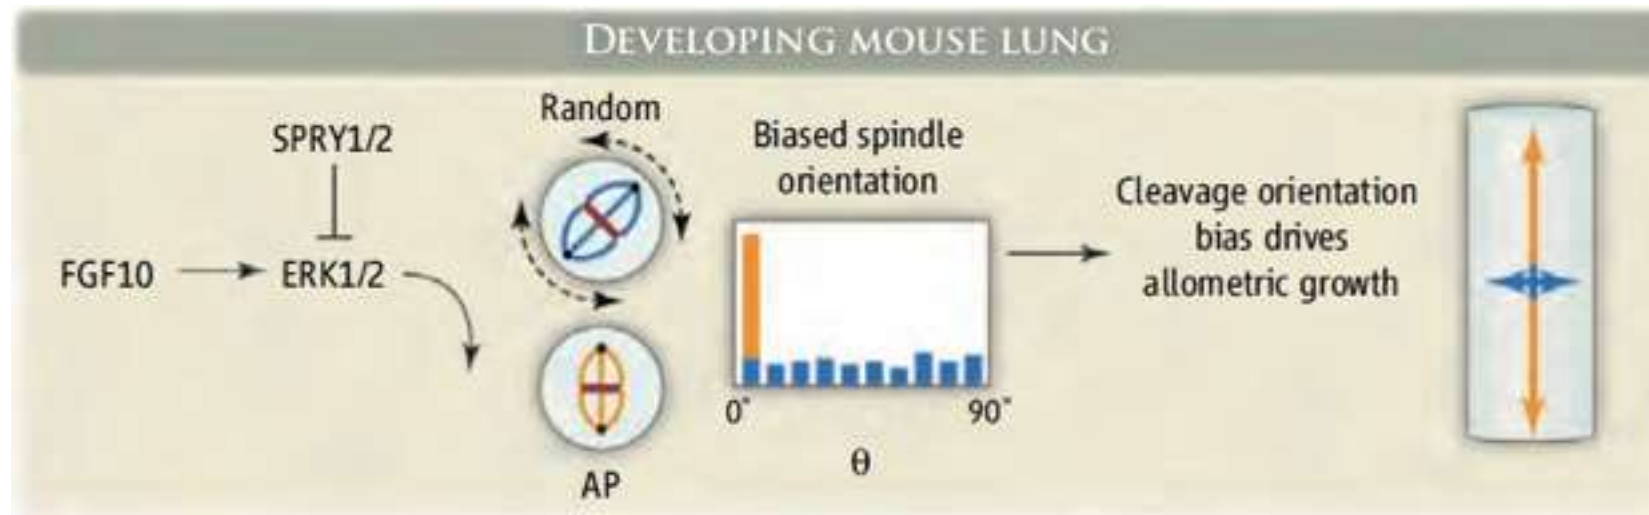 DEVELOPING MOUSE LUNG
SPRY1/2
FGF10
ERK1/2
Random
AP
Biased spindle
orientation
0°
90°
θ
Cleavage orientation
bias drives
allometric growth